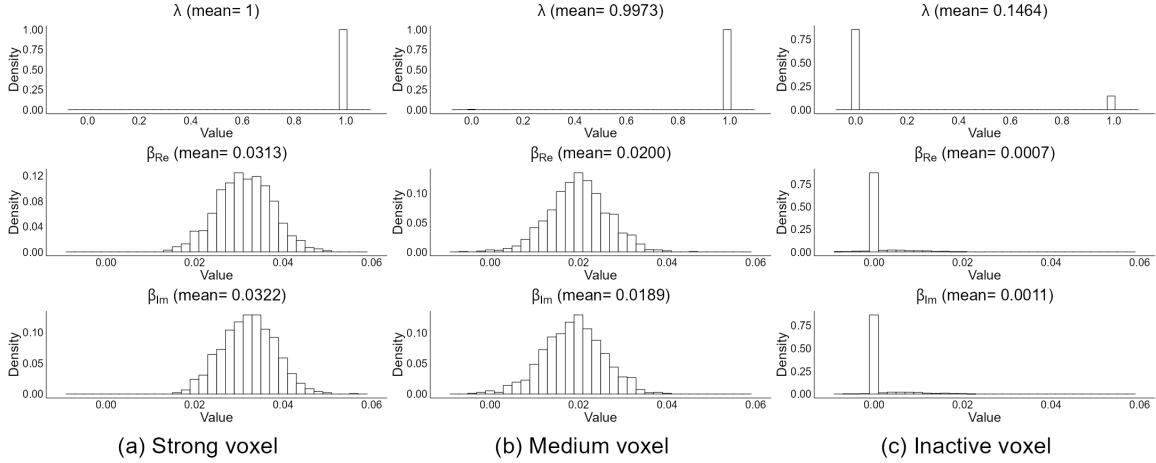 λ (mean= 1)
Density
1.00
0.75
0.50
0.25
0.00
0.0 0.2 0.4 0.6 0.8 1.0
Value
β_Re (mean= 0.0313)
Density
0.12
0.08
0.04
0.00
0.00 0.02 0.04 0.06
Value
β_Im (mean= 0.0322)
Density
0.10
0.05
0.00
0.00 0.02 0.04 0.06
Value
(a) Strong voxel
λ (mean= 0.9973)
Density
1.00
0.75
0.50
0.25
0.00
0.0 0.2 0.4 0.6 0.8 1.0
Value
β_Re (mean= 0.0200)
Density
0.10
0.05
0.00
0.00 0.02 0.04 0.06
Value
β_Im (mean= 0.0189)
Density
0.10
0.05
0.00
0.00 0.02 0.04 0.06
Value
(b) Medium voxel
λ (mean= 0.1464)
Density
0.75
0.50
0.25
0.00
0.0 0.2 0.4 0.6 0.8 1.0
Value
β_Re (mean= 0.0007)
Density
0.75
0.50
0.25
0.00
0.00 0.02 0.04 0.06
Value
β_Im (mean= 0.0011)
Density
0.75
0.50
0.25
0.00
0.00 0.02 0.04 0.06
Value
(c) Inactive voxel